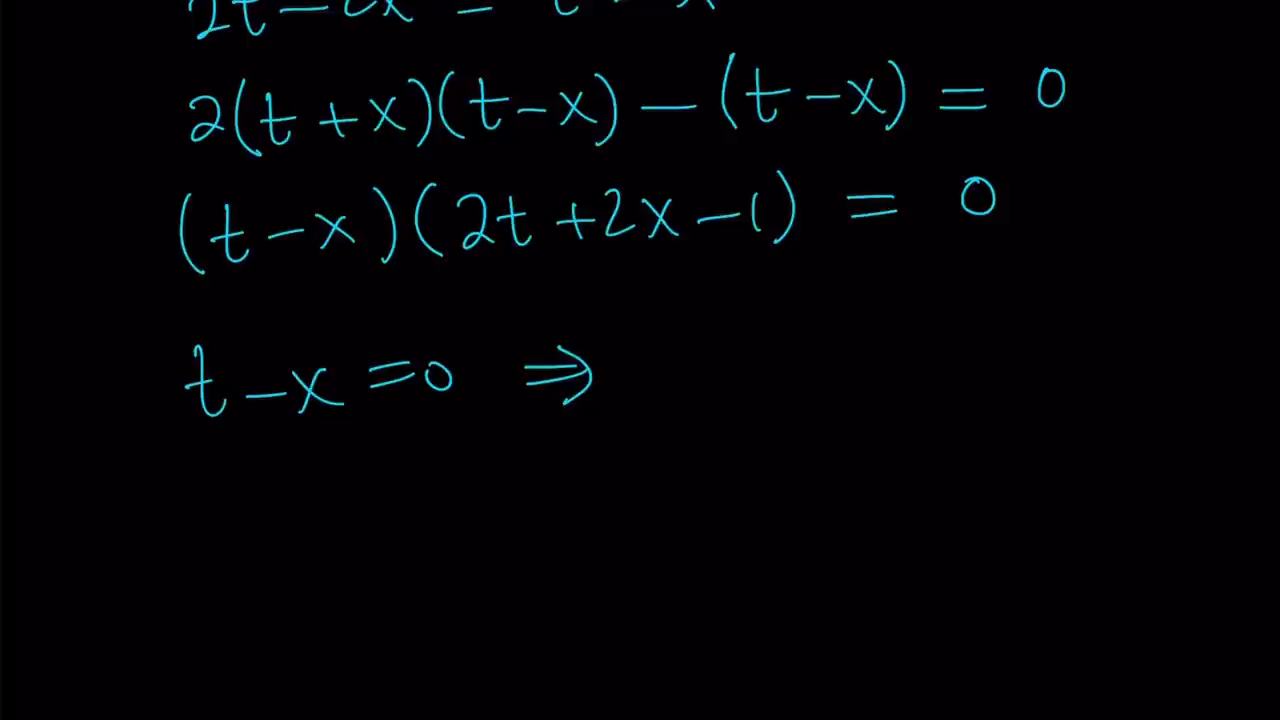 2(t+x)(t-x) - (t-x) = 0
(t-x)(2t+2x-1) = 0
t-x=0 ⇒